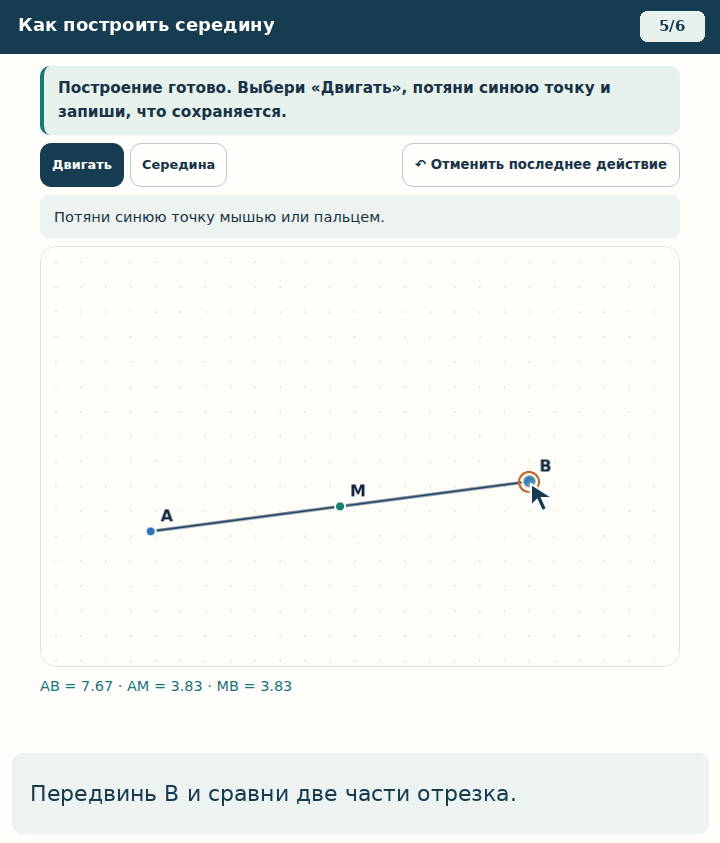 Как построить середину
5/6
Построение готово. Выбери «Двигать», потяни синюю точку и
запиши, что сохраняется.
Двигать
Середина
↶ Отменить последнее действие
Потяни синюю точку мышью или пальцем.
B
M
A
AB = 7.67 · AM = 3.83 · MB = 3.83
Передвинь B и сравни две части отрезка.